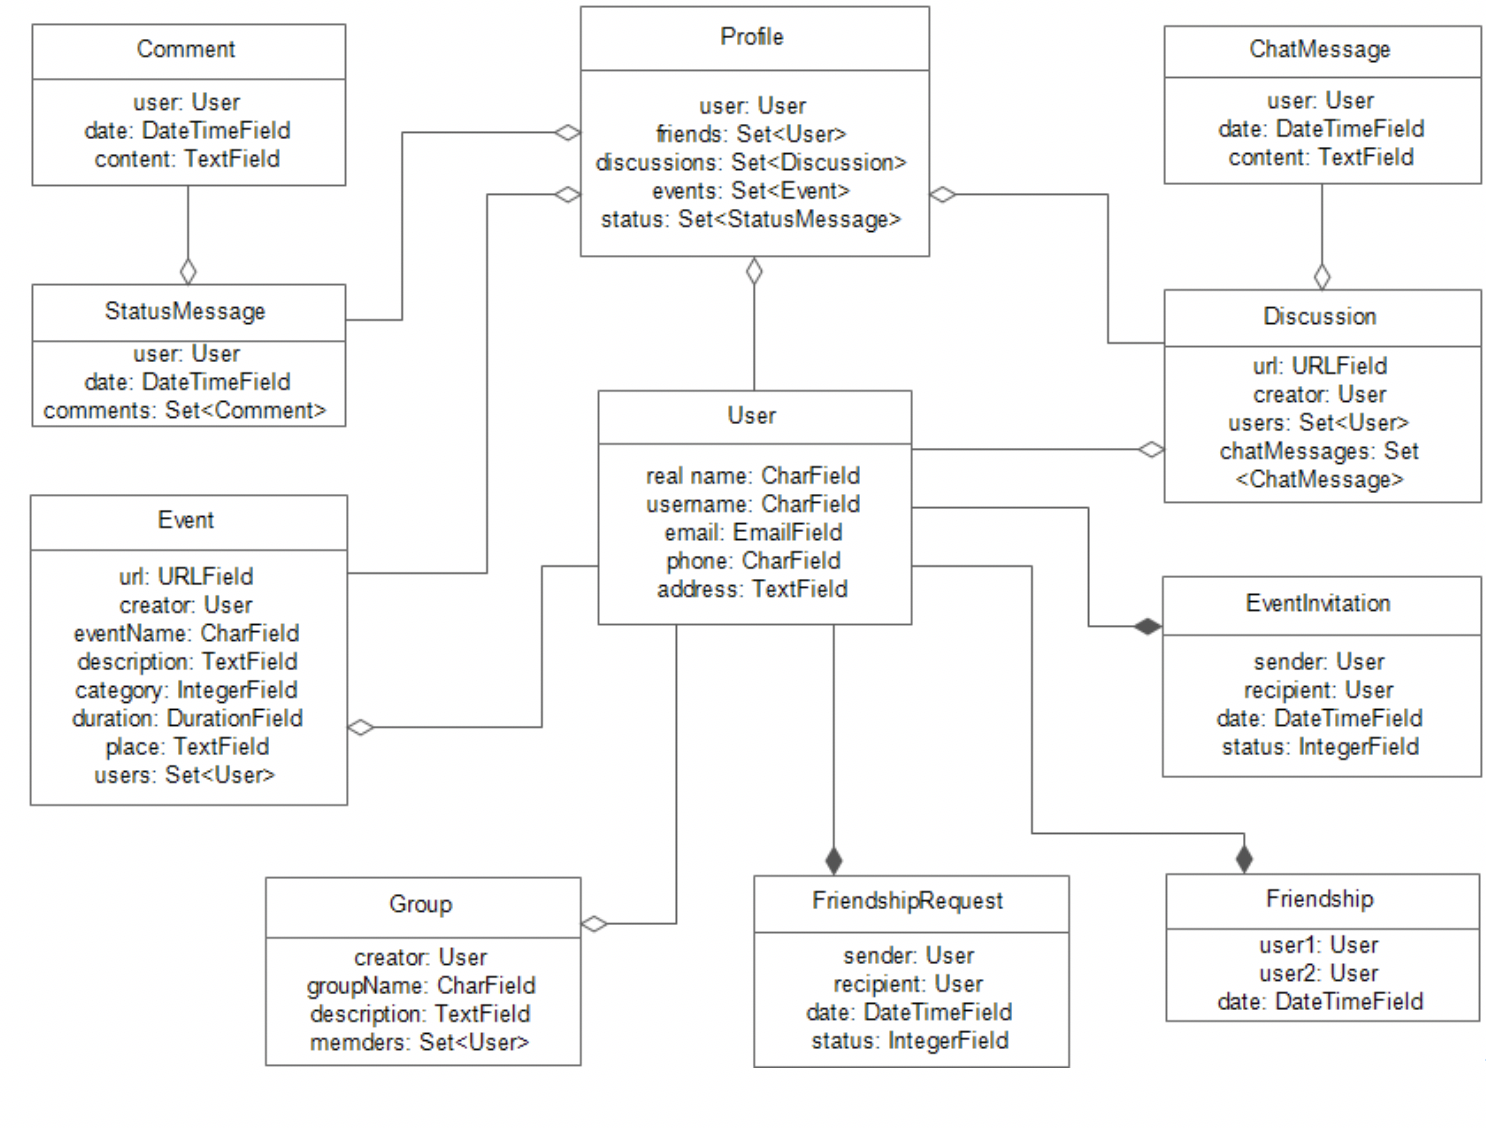 Comment
user: User
date: DateTimeField
content: TextField
Profile
user: User
friends: Set<User>
discussions: Set<Discussion>
events: Set<Event>
status: Set<StatusMessage>
ChatMessage
user: User
date: DateTimeField
content: TextField
StatusMessage
user: User
date: DateTimeField
comments: Set<Comment>
Discussion
url: URLField
creator: User
users: Set<User>
chatMessages: Set
<ChatMessage>
User
real name: CharField
username: CharField
email: EmailField
phone: CharField
address: TextField
Event
url: URLField
creator: User
eventName: CharField
description: TextField
category: IntegerField
duration: DurationField
place: TextField
users: Set<User>
EventInvitation
sender: User
recipient: User
date: DateTimeField
status: IntegerField
Group
creator: User
groupName: CharField
description: TextField
memders: Set<User>
FriendshipRequest
sender: User
recipient: User
date: DateTimeField
status: IntegerField
Friendship
user1: User
user2: User
date: DateTimeField